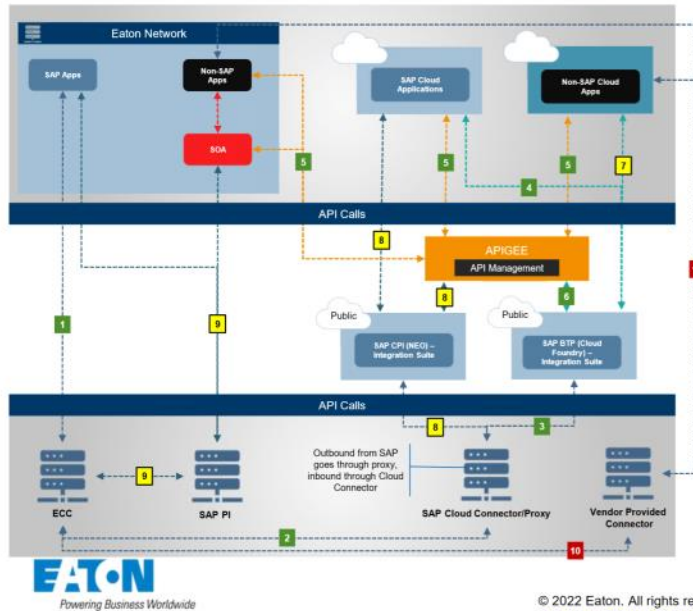 Eaton Network
SAP Apps
Non-SAP
Apps
SOA
SAP Cloud
Applications
Non-SAP Cloud
Apps
5
5
5
7
4
API Calls
8
APIGEE
API Management
8
6
1
9
Public
SAP CPI (NEO) –
Integration Suite
Public
SAP BTP (Cloud
Foundry) –
Integration Suite
API Calls
8
3
Outbound from SAP
goes through proxy,
inbound through Cloud
Connector
9
ECC
SAP PI
SAP Cloud Connector/Proxy
Vendor Provided
Connector
2
10
EATON
Powering Business Worldwide
© 2022 Eaton. All rights re